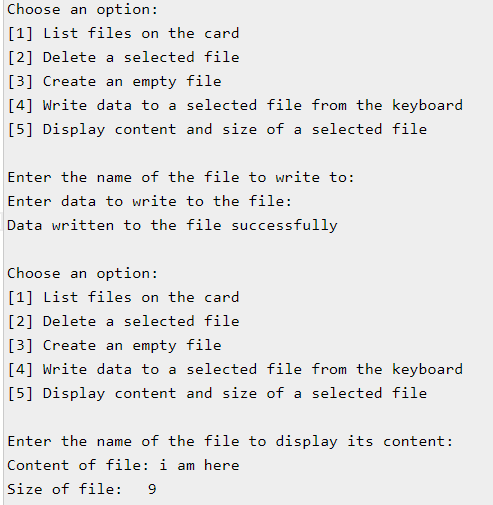 Choose an option:
[1] List files on the card
[2] Delete a selected file
[3] Create an empty file
[4] Write data to a selected file from the keyboard
[5] Display content and size of a selected file

Enter the name of the file to write to:
Enter data to write to the file:
Data written to the file successfully

Choose an option:
[1] List files on the card
[2] Delete a selected file
[3] Create an empty file
[4] Write data to a selected file from the keyboard
[5] Display content and size of a selected file

Enter the name of the file to display its content:
Content of file: i am here
Size of file:   9